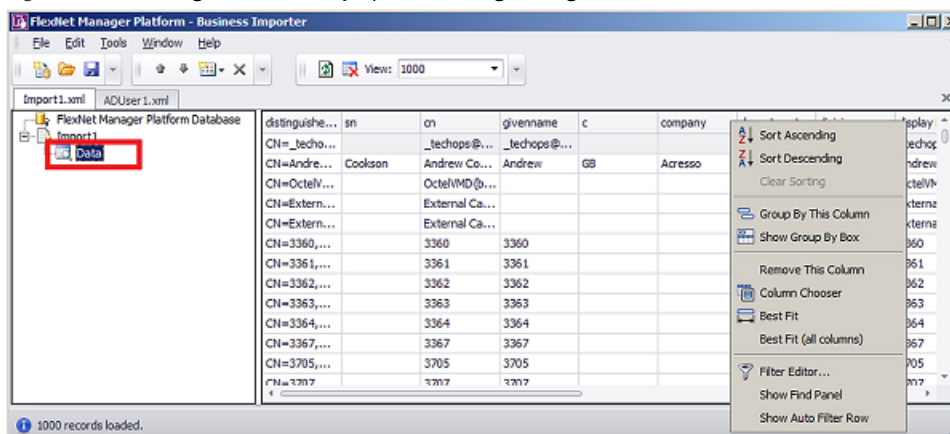 FlexNet Manager Platform - Business Importer
File Edit Tools Window Help
View: 1000
Import1.xml ADUser1.xml
FlexNet Manager Platform Database
Import1
Data
distinguishe... sn cn givenname c company
CN=_techo... _techops@... _techops@...
CN=Andre... Cookson Andrew Co... Andrew GB Acresso
CN=OctelV... OctelVMD(b...
CN=Extern... External Ca...
CN=Extern... External Ca...
CN=3360,... 3360 3360
CN=3361,... 3361 3361
CN=3362,... 3362 3362
CN=3363,... 3363 3363
CN=3364,... 3364 3364
CN=3367,... 3367 3367
CN=3705,... 3705 3705
CN=3707 3707 3707
Sort Ascending
Sort Descending
Clear Sorting
Group By This Column
Show Group By Box
Remove This Column
Column Chooser
Best Fit
Best Fit (all columns)
Filter Editor...
Show Find Panel
Show Auto Filter Row
1000 records loaded.